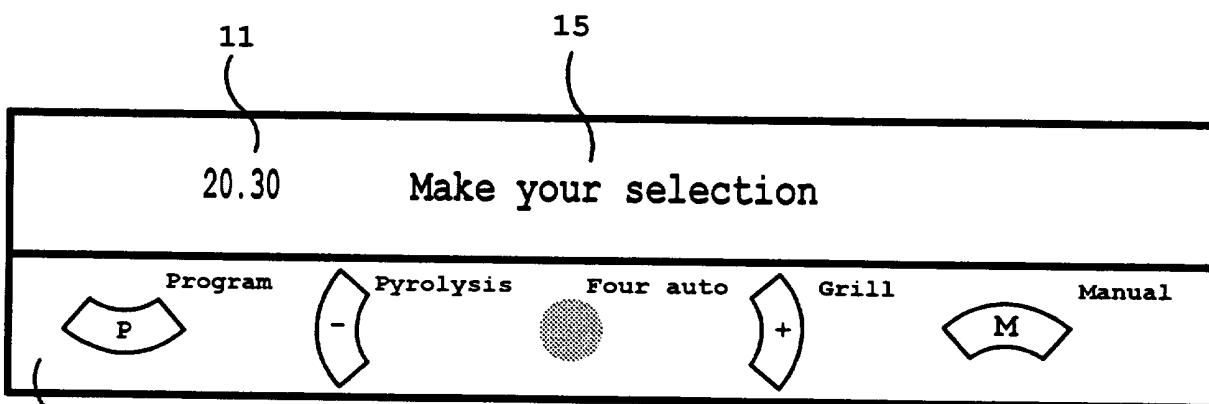 11 15
20.30 Make your selection
Program Pyrolysis Four auto Grill Manual
P - + M